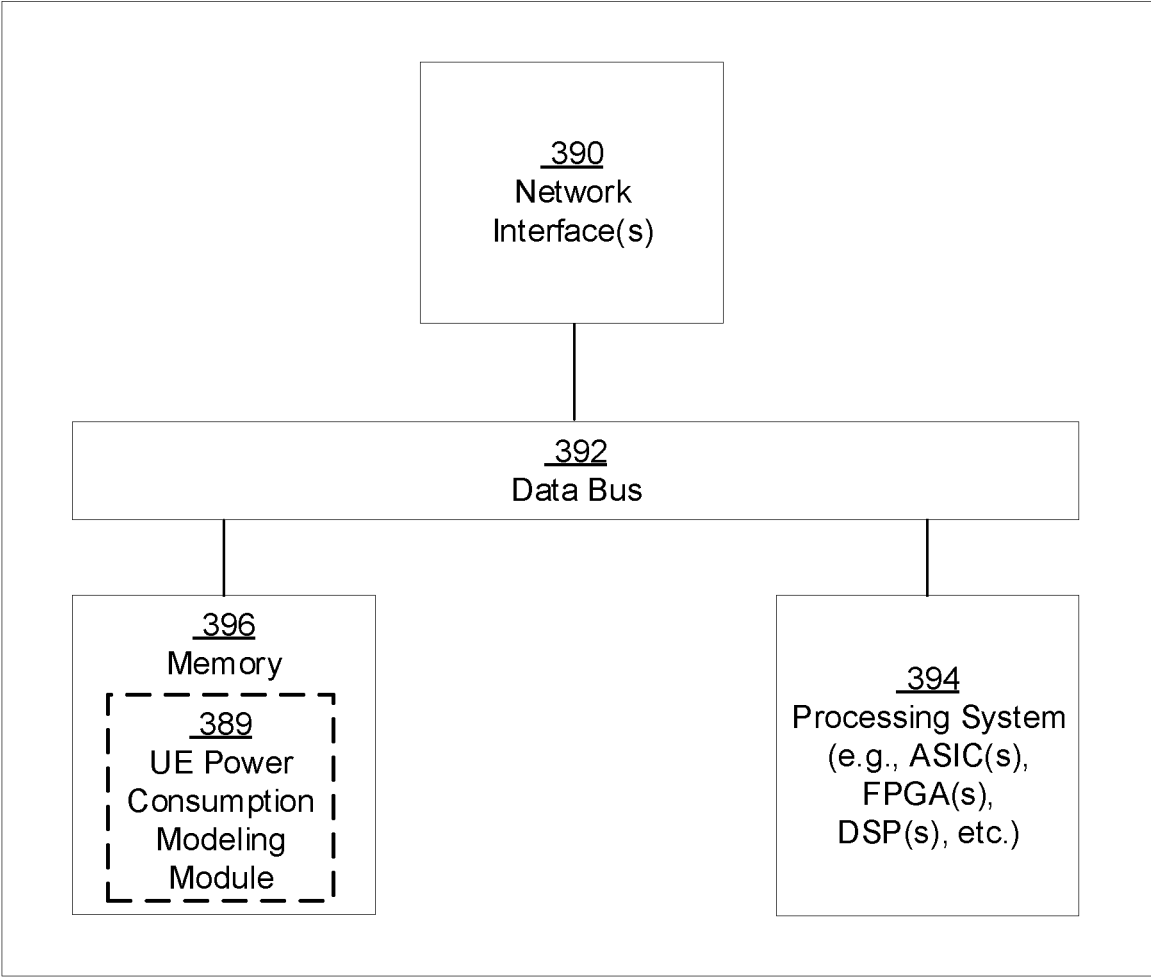 390
Network
Interface(s)
392
Data Bus
396
Memory
389
UE Power
Consumption
Modeling
Module
394
Processing System
(e.g., ASIC(s),
FPGA(s),
DSP(s), etc.)